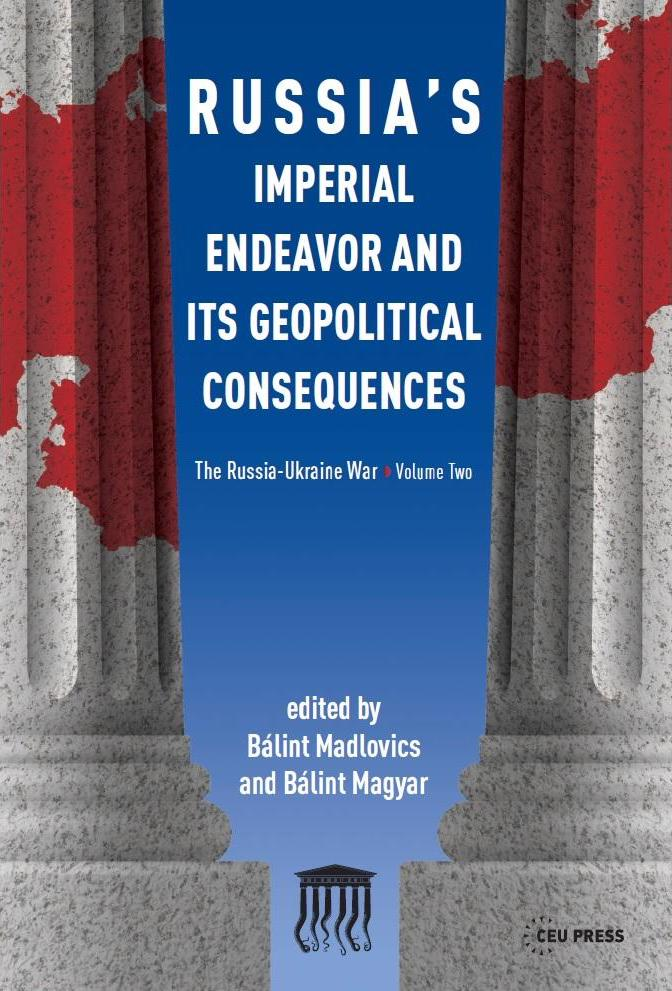 RUSSIA'S
IMPERIAL
ENDEAVOR AND
ITS GEOPOLITICAL
CONSEQUENCES
The Russia-Ukraine War Volume Two
edited by
Bálint Madlovics
and Bálint Magyar
CEU PRESS